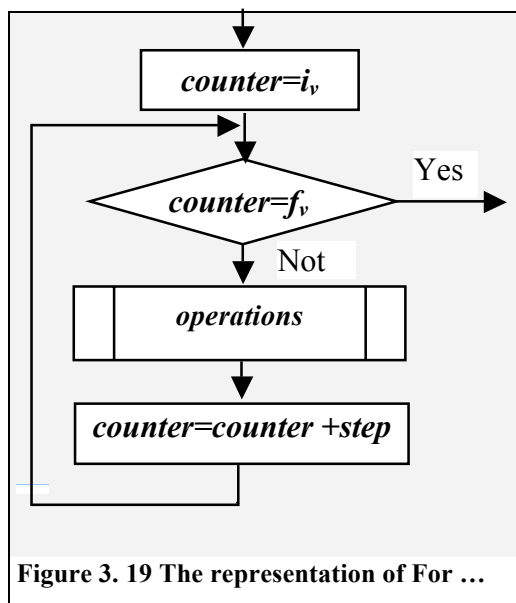 counter=iᵥ
counter=fᵥ
Yes
Not
operations
counter=counter +step
Figure 3. 19 The representation of For …